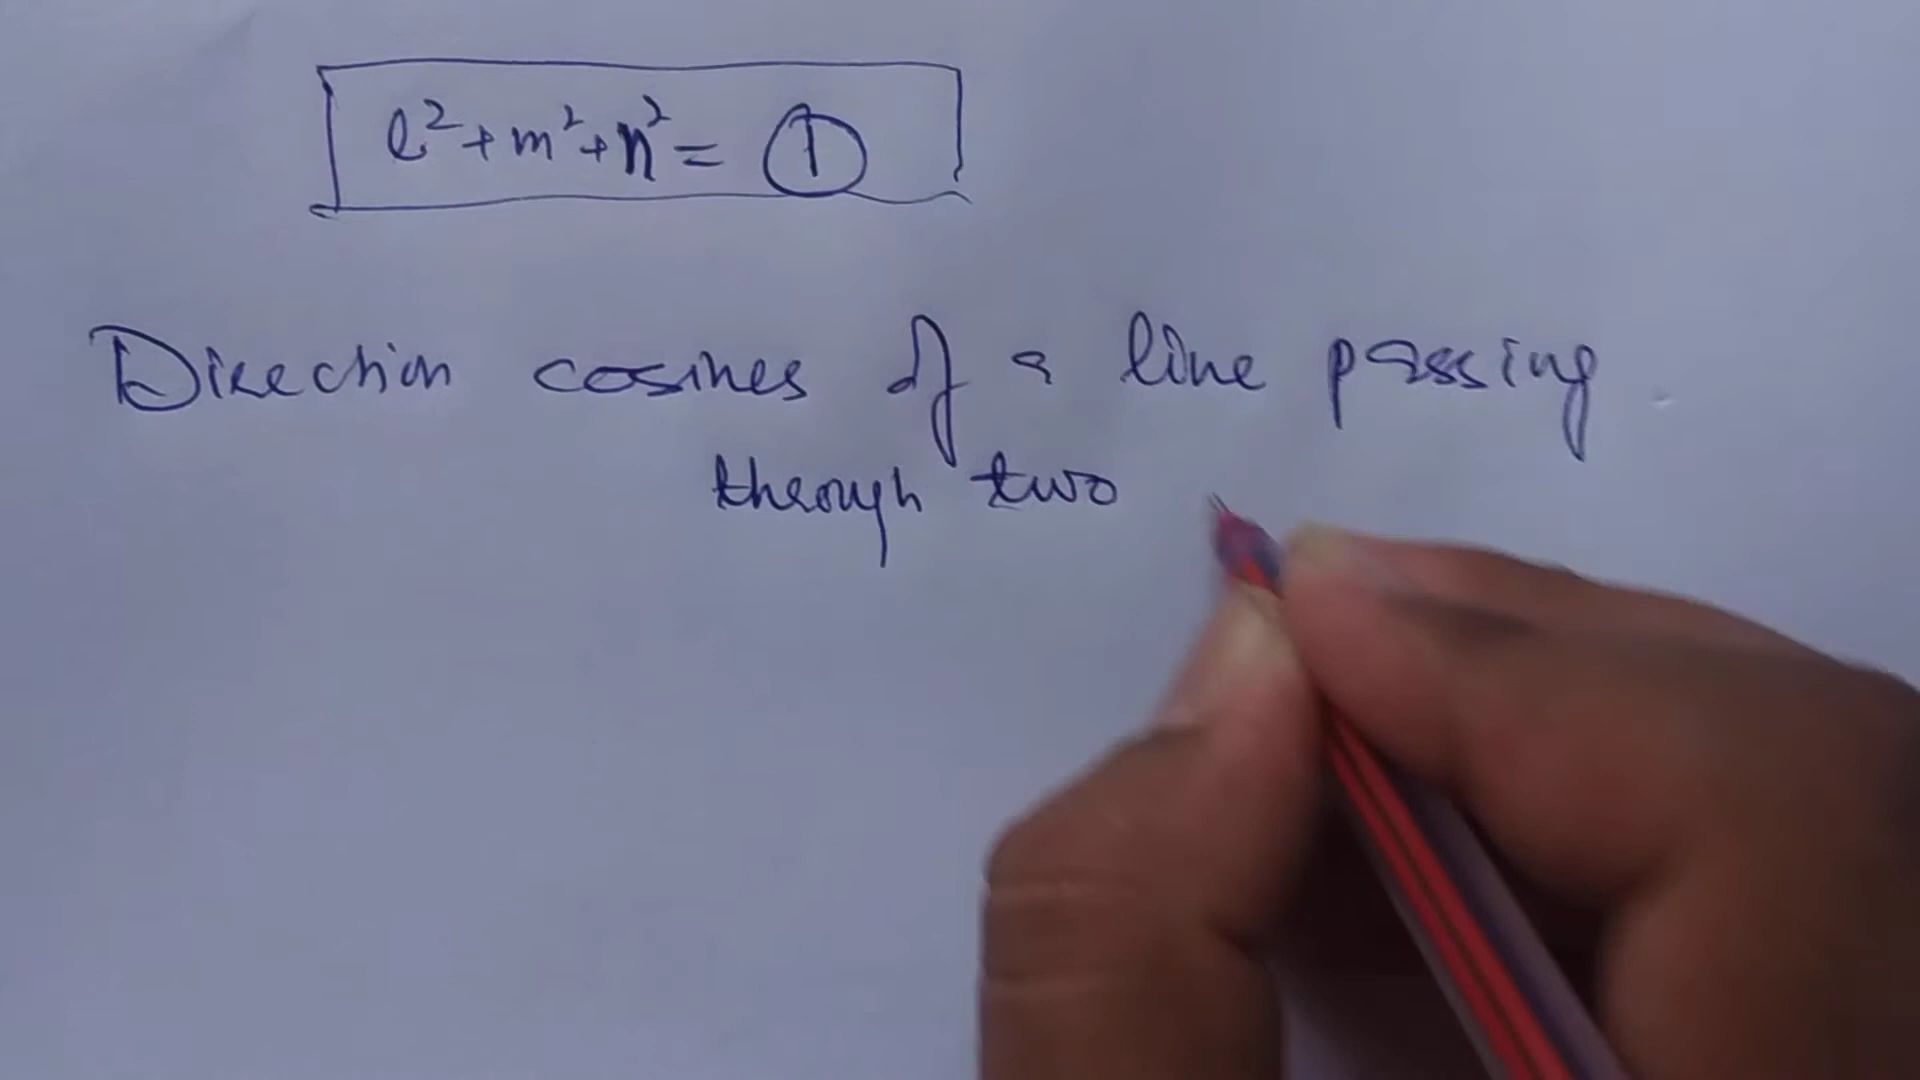 l²+m²+n²= 1
Direction cosines of a line passing
through two